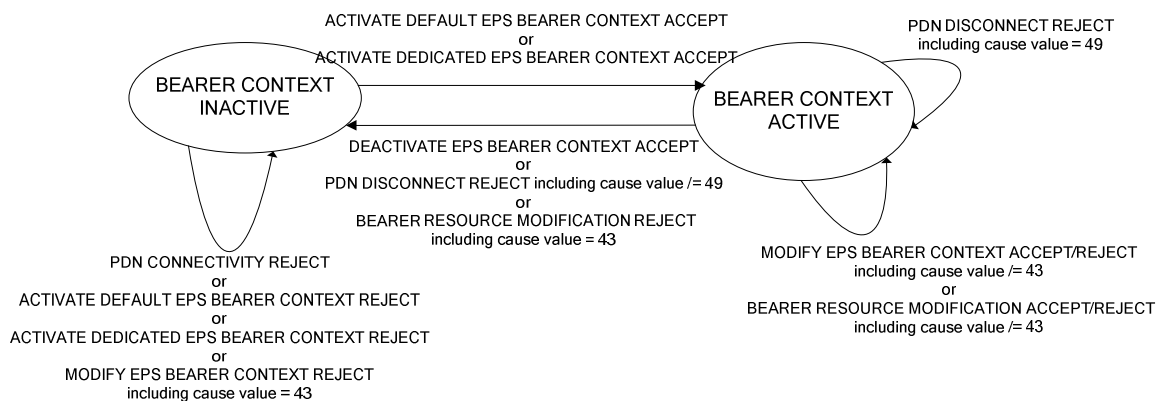 ACTIVATE DEFAULT EPS BEARER CONTEXT ACCEPT
or
ACTIVATE DEDICATED EPS BEARER CONTEXT ACCEPT
PDN DISCONNECT REJECT
including cause value = 49
BEARER CONTEXT
INACTIVE
BEARER CONTEXT
ACTIVE
DEACTIVATE EPS BEARER CONTEXT ACCEPT
or
PDN DISCONNECT REJECT including cause value /= 49
or
BEARER RESOURCE MODIFICATION REJECT
including cause value = 43
PDN CONNECTIVITY REJECT
or
ACTIVATE DEFAULT EPS BEARER CONTEXT REJECT
or
ACTIVATE DEDICATED EPS BEARER CONTEXT REJECT
or
MODIFY EPS BEARER CONTEXT REJECT
including cause value = 43
MODIFY EPS BEARER CONTEXT ACCEPT/REJECT
including cause value /= 43
or
BEARER RESOURCE MODIFICATION ACCEPT/REJECT
including cause value /= 43